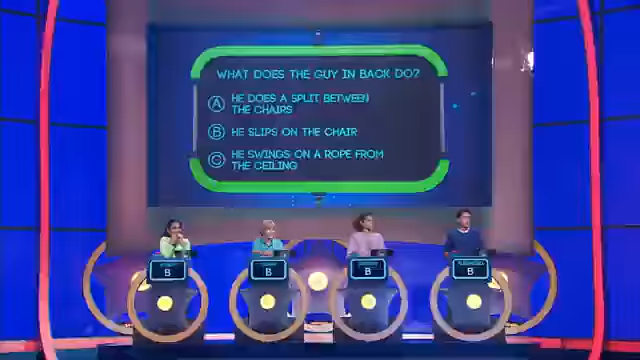 WHAT DOES THE GUY IN BACK DO?
A HE DOES A SPLIT BETWEEN
THE CHAIRS
B HE SLIPS ON THE CHAIR
C HE SWINGS ON A ROPE FROM
THE CEILING
B B B B